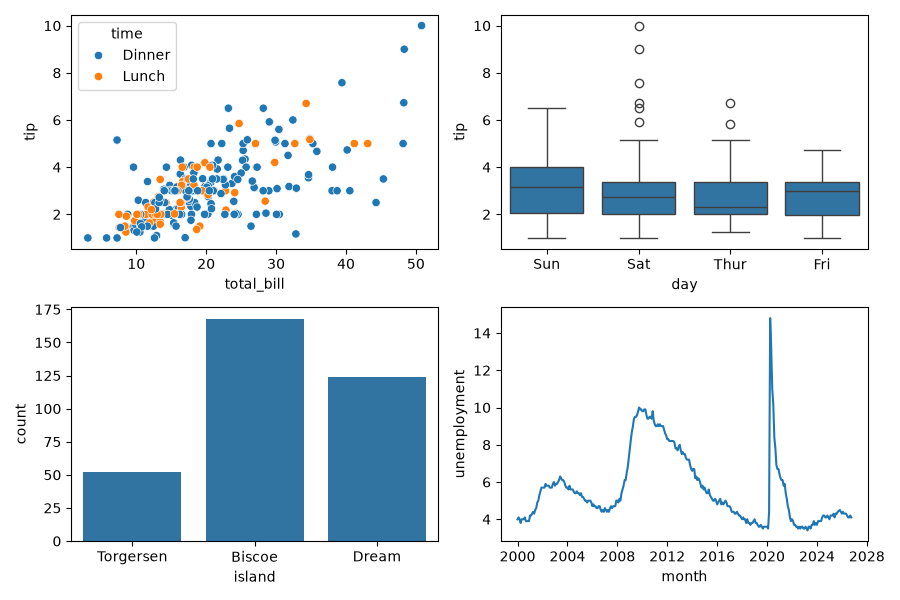 time
Dinner
Lunch
10
8
6
4
2
tip
10
20
30
40
50
total_bill
10
8
6
4
2
tip
Sun
Sat
Thur
Fri
day
175
150
125
100
75
50
25
0
count
Torgersen
Biscoe
Dream
island
14
12
10
8
6
4
unemployment
2000
2004
2008
2012
2016
2020
2024
2028
month